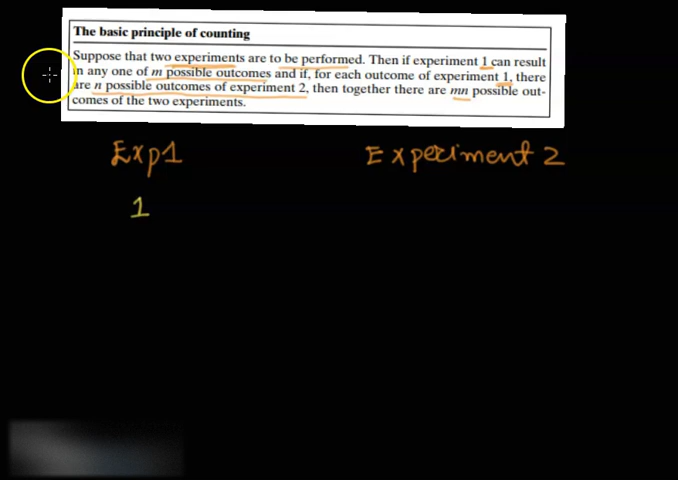 The basic principle of counting
Suppose that two experiments are to be performed. Then if experiment 1 can result
in any one of m possible outcomes and if, for each outcome of experiment 1, there
are n possible outcomes of experiment 2, then together there are mn possible out-
comes of the two experiments.
Exp1 Experiment 2
1